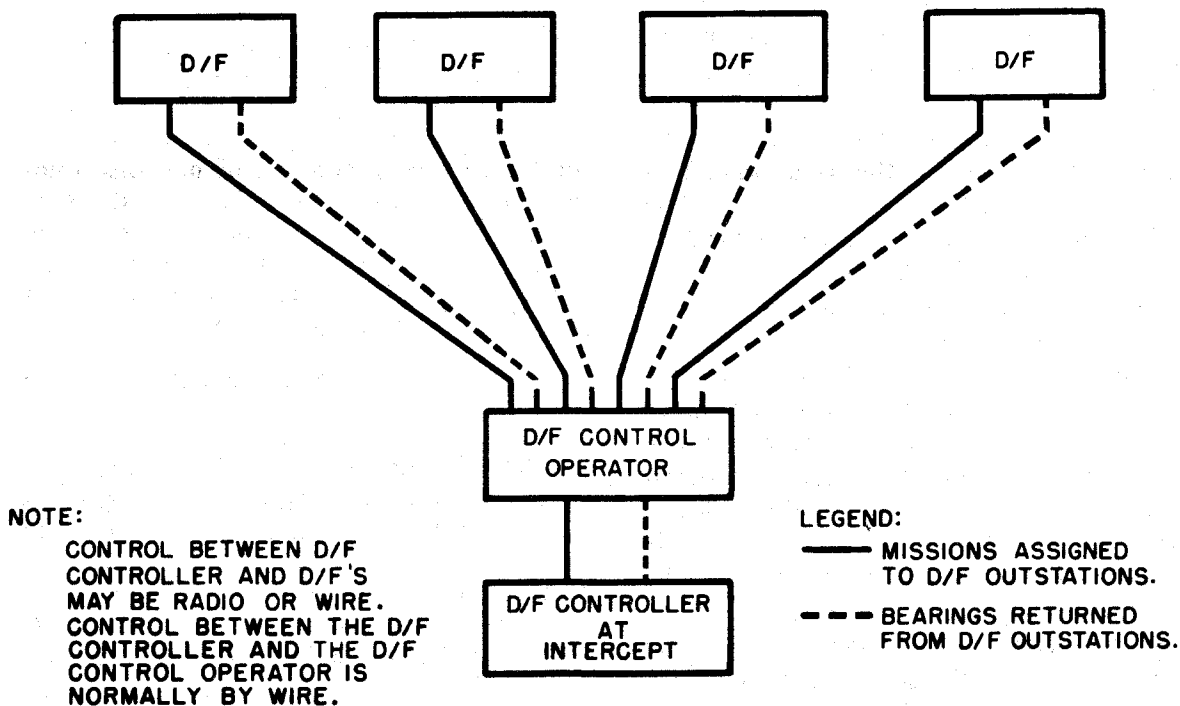 D/F
D/F
D/F
D/F
D/F CONTROL
OPERATOR
NOTE:
CONTROL BETWEEN D/F
CONTROLLER AND D/F'S
MAY BE RADIO OR WIRE.
CONTROL BETWEEN THE D/F
CONTROLLER AND THE D/F
CONTROL OPERATOR IS
NORMALLY BY WIRE.
D/F CONTROLLER
AT
INTERCEPT
LEGEND:
MISSIONS ASSIGNED
TO D/F OUTSTATIONS.
BEARINGS RETURNED
FROM D/F OUTSTATIONS.